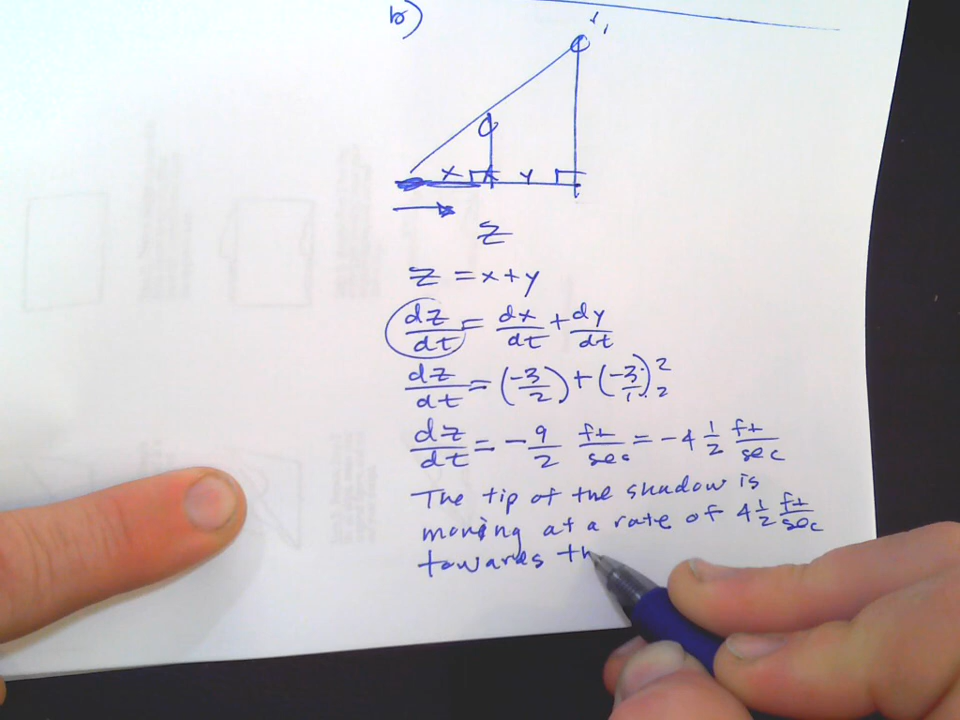 b)
x y
z
z = x + y
dz/dt = dx/dt + dy/dt
dz/dt = (-3/2) + (-3/1 · 2/2)
dz/dt = -9/2 ft/sec = -4 1/2 ft/sec
The tip of the shadow is
moving at a rate of 4 1/2 ft/sec
towards th